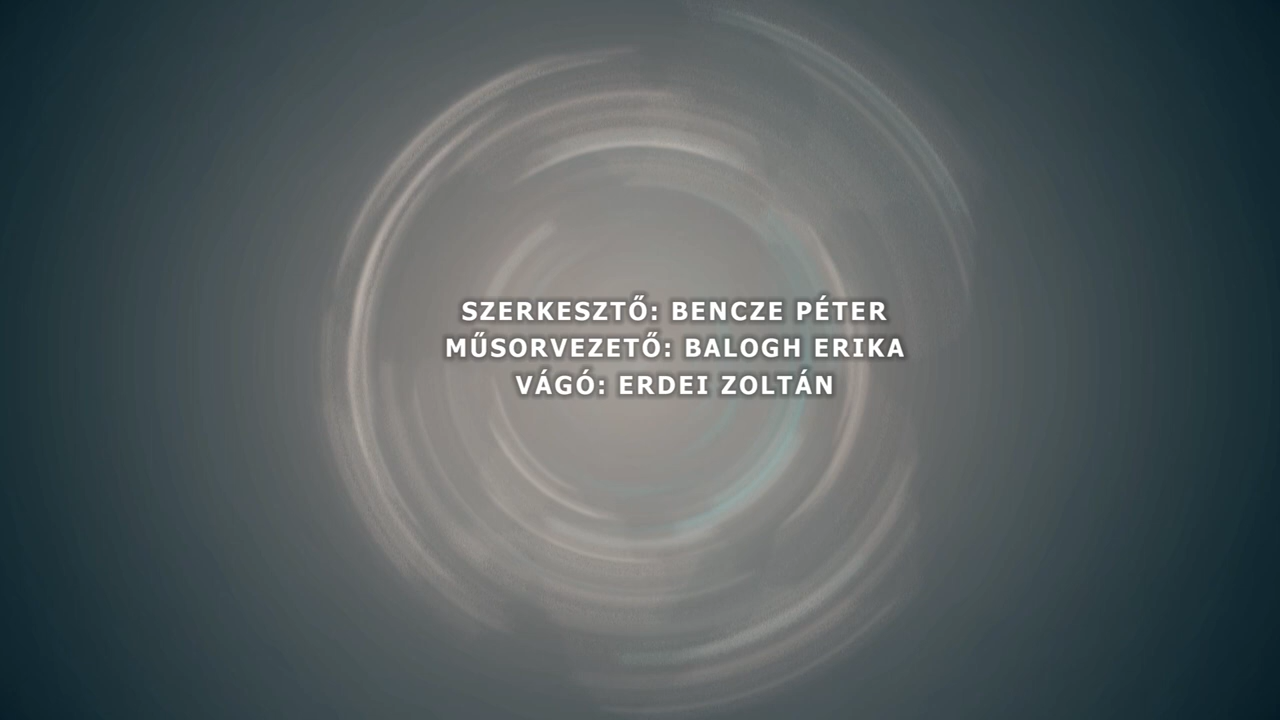 SZERKESZTŐ: BENCZE PÉTER
MŰSORVEZETŐ: BALOGH ERIKA
VÁGÓ: ERDEI ZOLTÁN